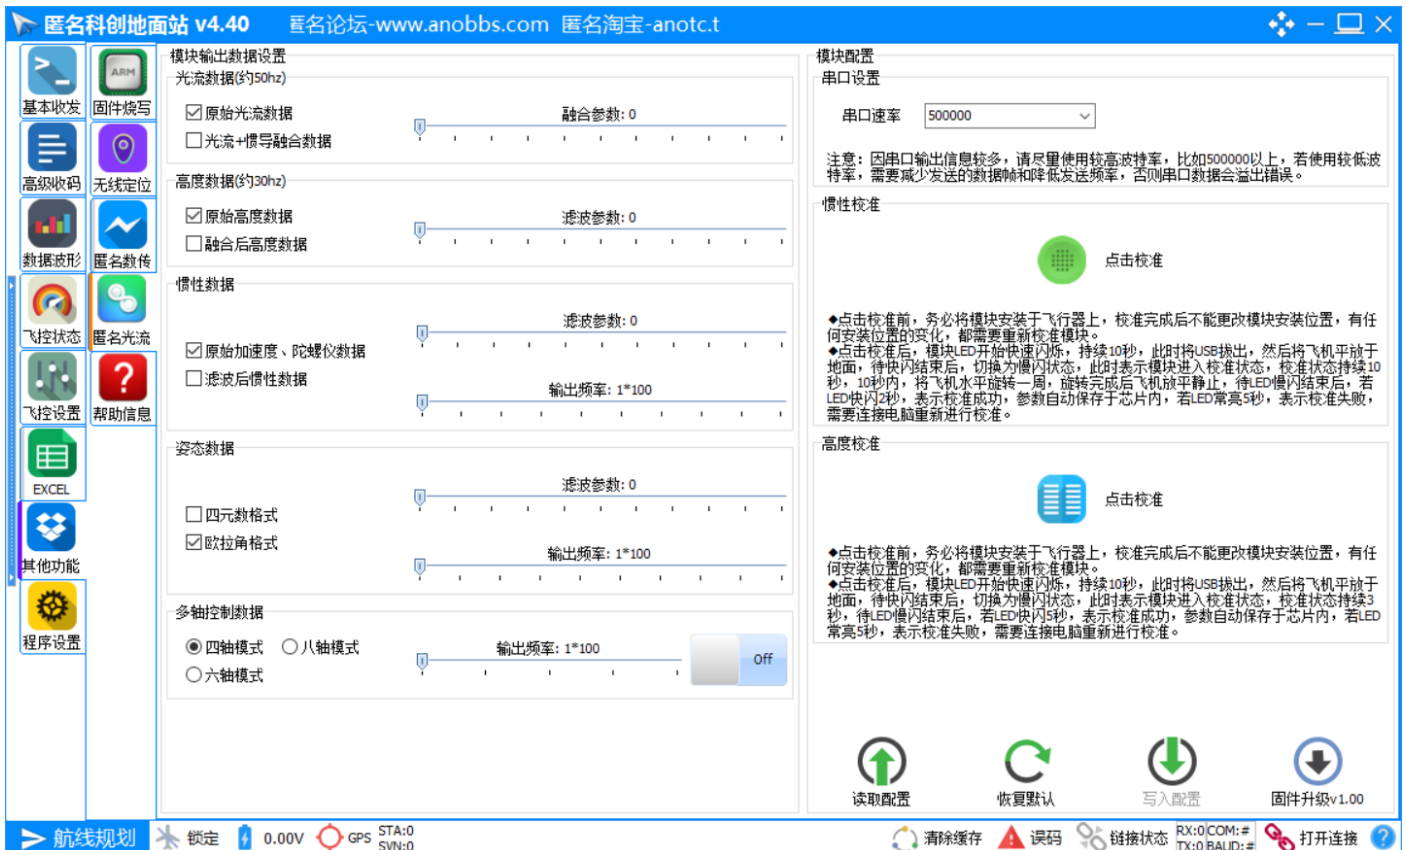 匿名科创地面站 v4.40 匿名论坛-www.anobbs.com 匿名淘宝-anotc.t
基本收发
高级收码
数据波形
飞控状态
飞控设置
EXCEL
其他功能
程序设置
ARM
固件烧写
无线定位
匿名数传
匿名光流
帮助信息
模块输出数据设置
光流数据(约50hz)
原始光流数据
光流+惯导融合数据
融合参数: 0
高度数据(约30hz)
原始高度数据
融合后高度数据
滤波参数: 0
惯性数据
滤波参数: 0
原始加速度、陀螺仪数据
滤波后惯性数据
输出频率: 1*100
姿态数据
滤波参数: 0
四元数格式
欧拉角格式
输出频率: 1*100
多轴控制数据
四轴模式 八轴模式
六轴模式
输出频率: 1*100
Off
模块配置
串口设置
串口速率 500000
注意：因串口输出信息较多，请尽量使用较高波特率，比如500000以上，若使用较低波
特率，需要减少发送的数据帧和降低发送频率，否则串口数据会溢出错误。
惯性校准
点击校准
◆点击校准前，务必将模块安装于飞行器上，校准完成后不能更改模块安装位置，有任
何安装位置的变化，都需要重新校准模块。
◆点击校准后，模块LED开始快速闪烁，持续10秒，此时将USB拔出，然后将飞机平放于
地面，待快闪结束后，切换为慢闪状态，此时表示模块进入校准状态，校准状态持续10
秒，10秒内，将飞机水平旋转一周，旋转完成后飞机放平静止，待LED慢闪结束后，若
LED快闪2秒，表示校准成功，参数自动保存于芯片内，若LED常亮5秒，表示校准失败，
需要连接电脑重新进行校准。
高度校准
点击校准
◆点击校准前，务必将模块安装于飞行器上，校准完成后不能更改模块安装位置，有任
何安装位置的变化，都需要重新校准模块。
◆点击校准后，模块LED开始快速闪烁，持续10秒，此时将USB拔出，然后将飞机平放于
地面，待快闪结束后，切换为慢闪状态，此时表示模块进入校准状态，校准状态持续3
秒，待LED慢闪结束后，若LED快闪5秒，表示校准成功，参数自动保存于芯片内，若LED
常亮5秒，表示校准失败，需要连接电脑重新进行校准。
读取配置 恢复默认 写入配置 固件升级v1.00
航线规划 锁定 0.00V GPS STA:0
SVN:0
清除缓存 误码 链接状态 RX:0 COM:#
TX:0 BAUD:#
打开连接